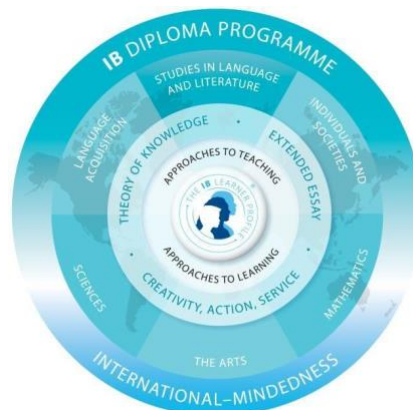 IB DIPLOMA PROGRAMME
STUDIES IN LANGUAGE
AND LITERATURE
LANGUAGE
ACQUISITION
INDIVIDUALS AND
SOCIETIES
THEORY OF KNOWLEDGE
EXTENDED ESSAY
APPROACHES TO TEACHING
THE IB LEARNER PROFILE
APPROACHES TO LEARNING
CREATIVITY, ACTION, SERVICE
SCIENCES
MATHEMATICS
THE ARTS
INTERNATIONAL–MINDEDNESS